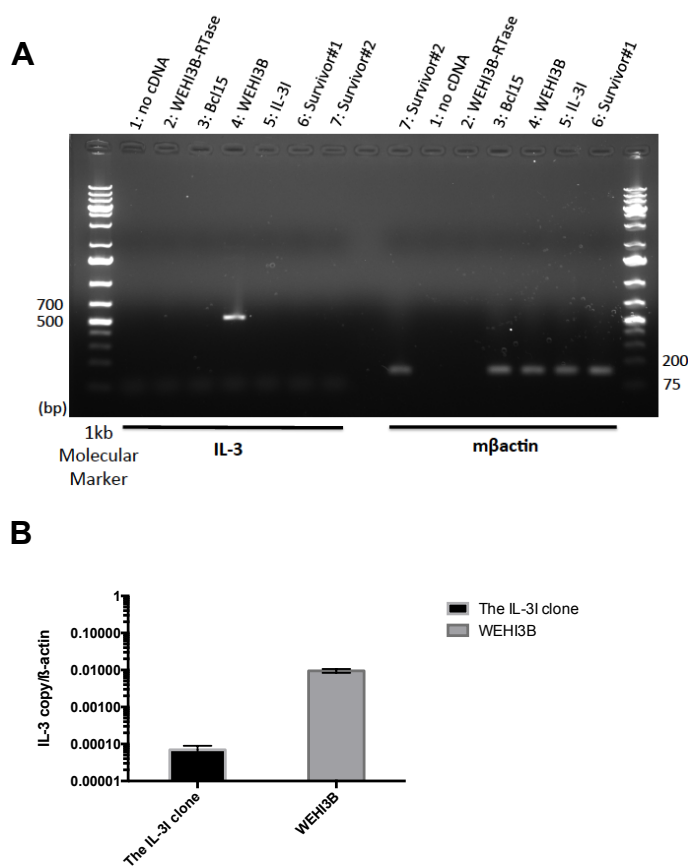 A
1: no cDNA
2: WEHI3B-RTase
3: Bcl15
4: WEHI3B
5: IL-3I
6: Survivor#1
7: Survivor#2
7: Survivor#2
1: no cDNA
2: WEHI3B-RTase
3: Bcl15
4: WEHI3B
5: IL-3I
6: Survivor#1
700
500
(bp)
200
75
1kb
Molecular
Marker
IL-3
mβactin
B
IL-3 copy/ß-actin
1
0.10000
0.01000
0.00100
0.00010
0.00001
The IL-3I clone
WEHI3B
The IL-3I clone
WEHI3B